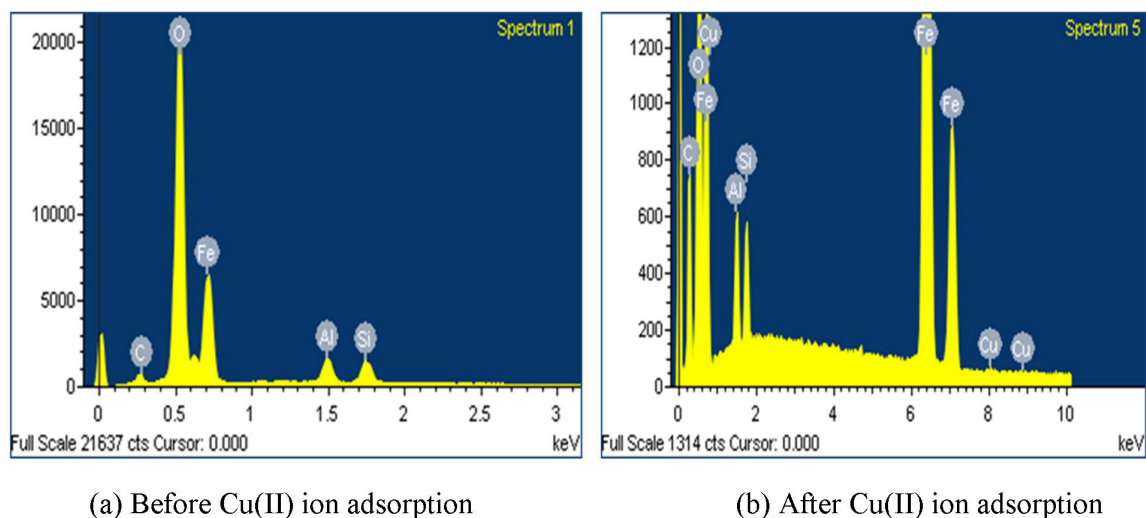 Spectrum 1
20000
15000
10000
5000
0
O
Fe
C
Al
Si
0 0.5 1 1.5 2 2.5 3
Full Scale 21637 cts Cursor: 0.000 keV
(a) Before Cu(II) ion adsorption
Spectrum 5
1200
1000
800
600
400
200
0
Cu
O
Fe
C
Al
Si
Fe
Fe
Cu
Cu
0 2 4 6 8 10
Full Scale 1314 cts Cursor: 0.000 keV
(b) After Cu(II) ion adsorption